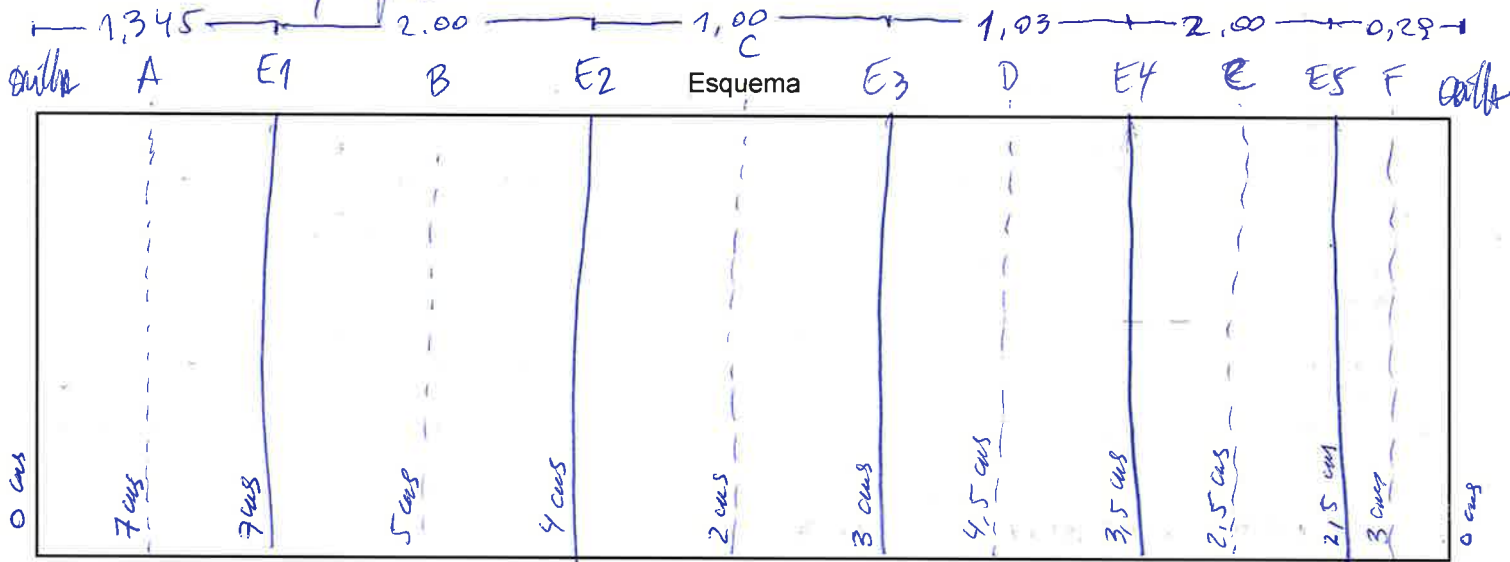 1,345 2.00 1,00 1,03 2,00 0,29
orilla A E1 B E2 C E3 D E4 E E5 F orilla
Esquema
0 cms 7 cms 7 cms 5 cms 4 cms 2 cms 3 cms 4,5 cms 3,5 cms 2,5 cms 2,5 cms 3 cms 0 cms